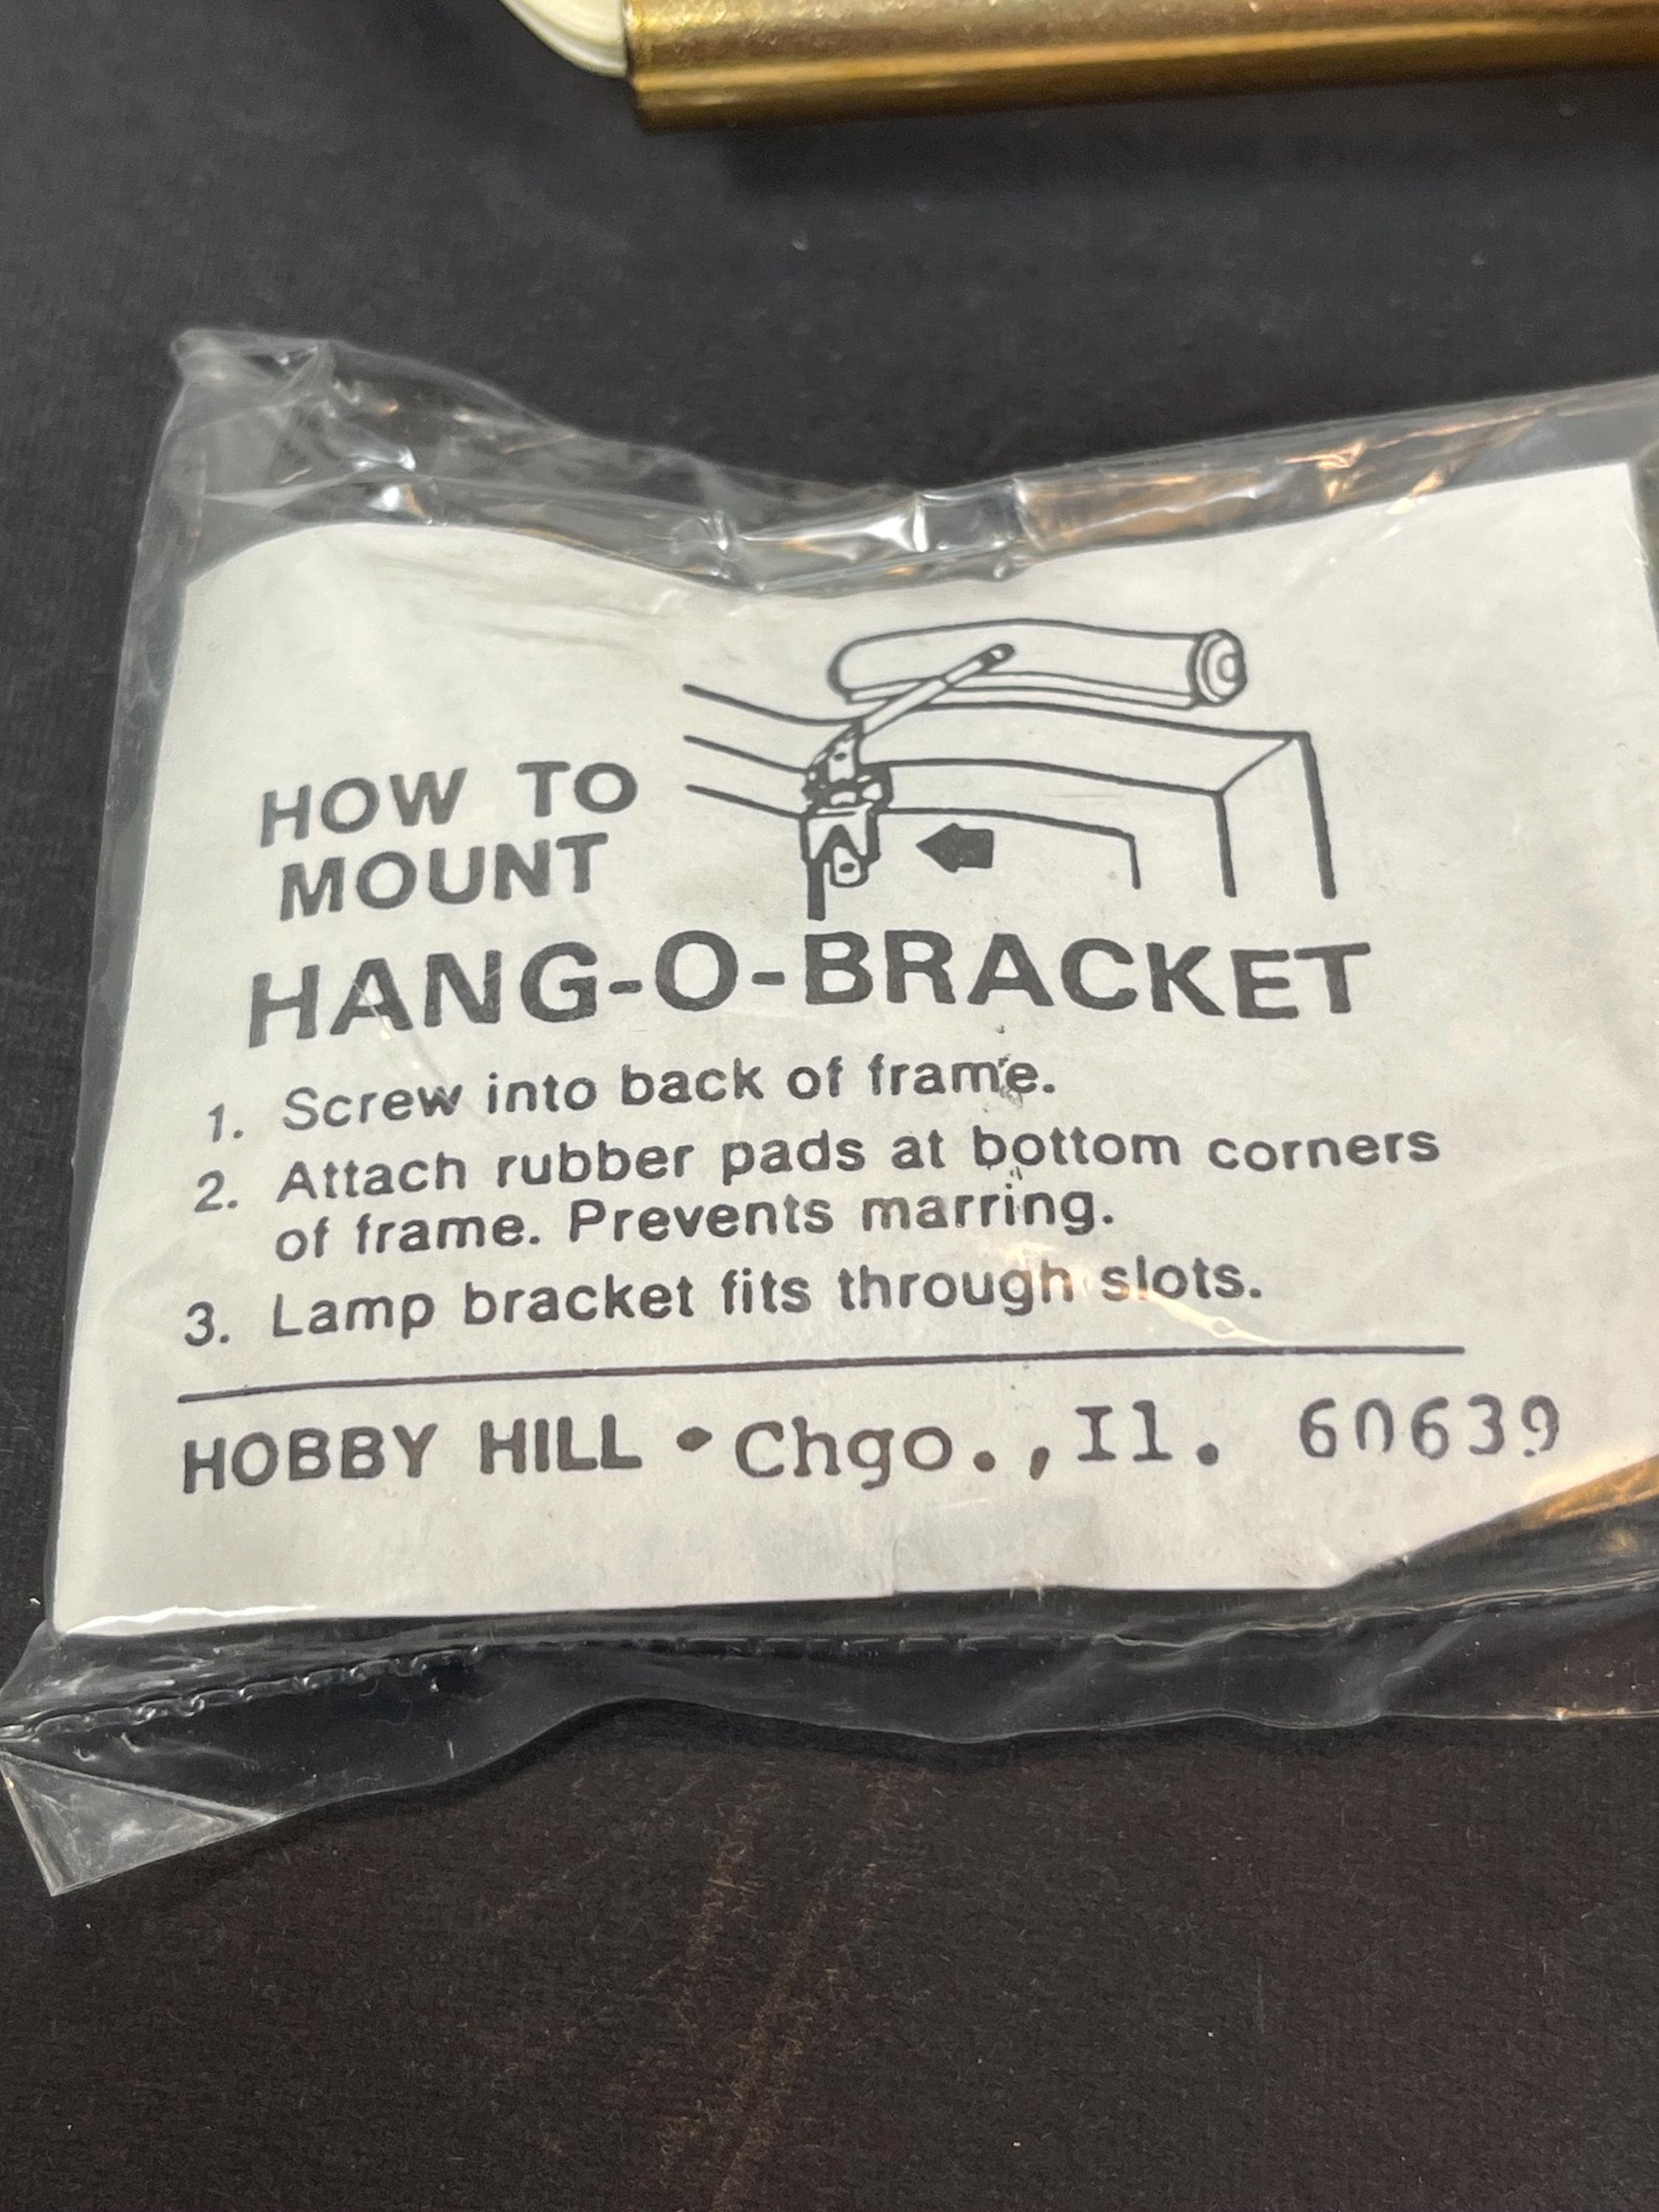 HOW TO
MOUNT
HANG-O-BRACKET
1. Screw into back of frame.
2. Attach rubber pads at bottom corners
of frame. Prevents marring.
3. Lamp bracket fits through slots.
HOBBY HILL • Chgo., Il. 60639